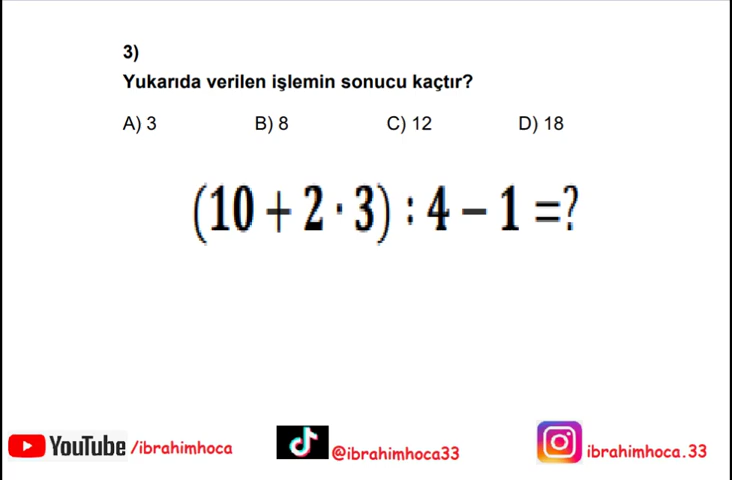 3)
Yukarıda verilen işlemin sonucu kaçtır?
A) 3 B) 8 C) 12 D) 18
(10 + 2 · 3) : 4 − 1 =?
YouTube /ibrahimhoca @ibrahimhoca33 ibrahimhoca.33